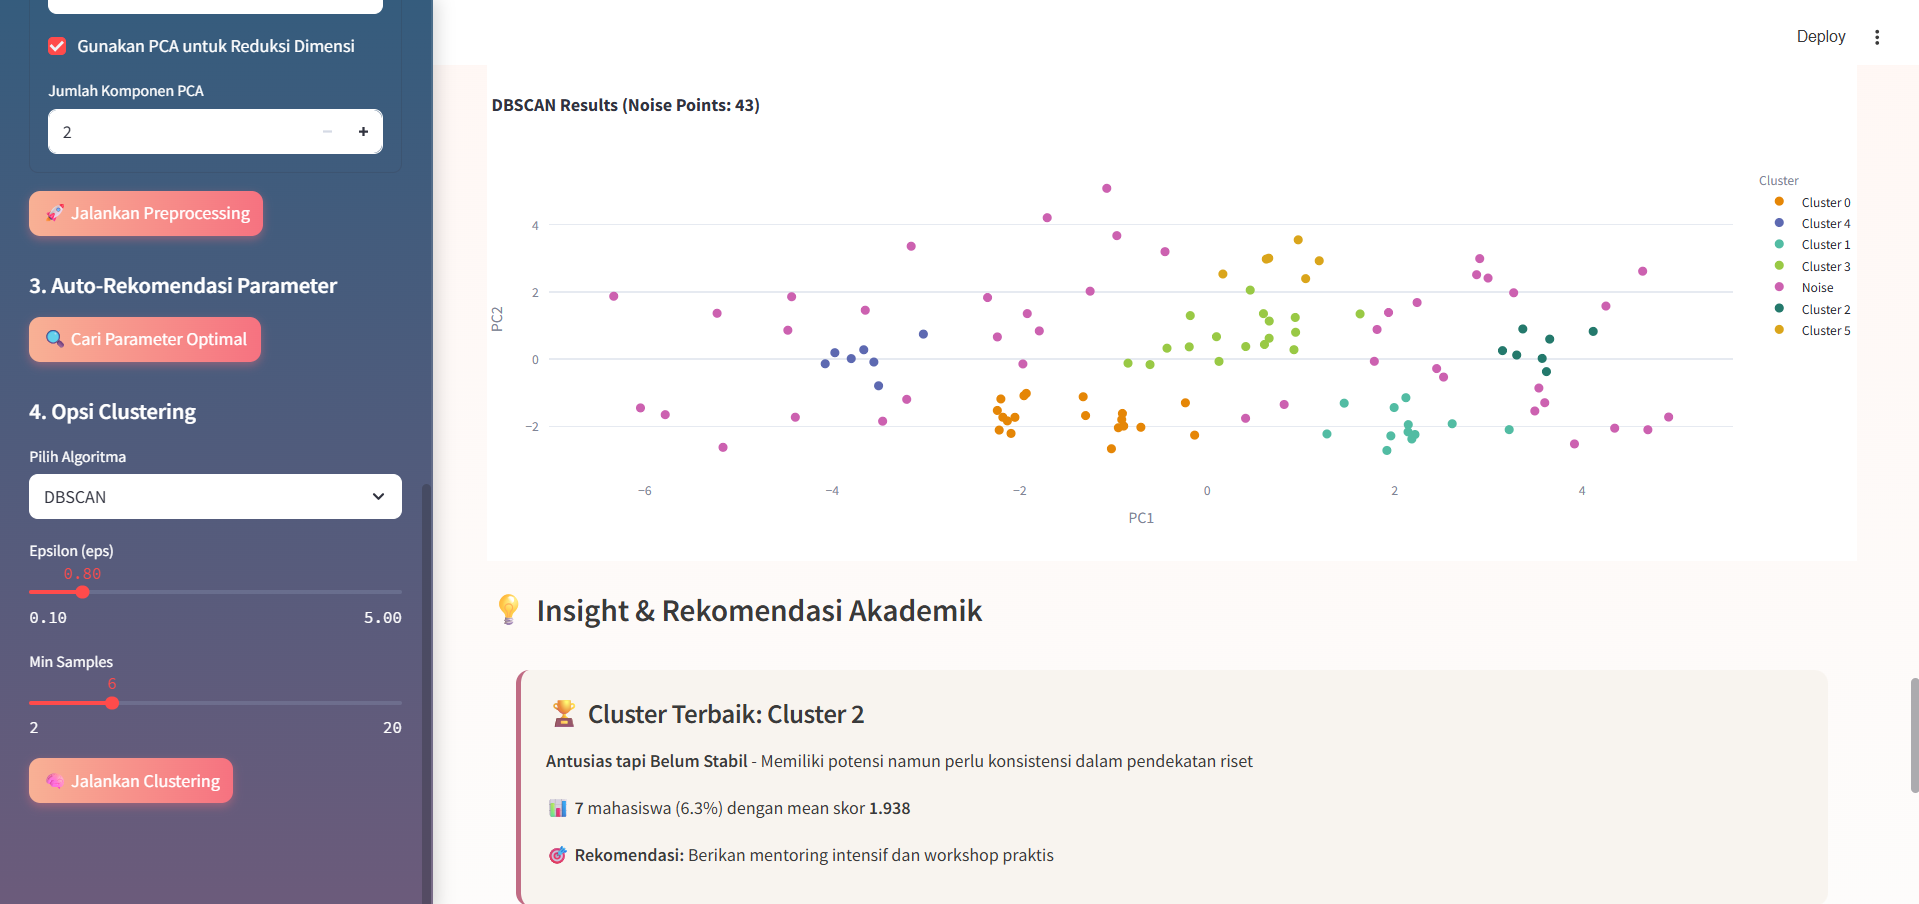 Gunakan PCA untuk Reduksi Dimensi
Jumlah Komponen PCA
2
Jalankan Preprocessing
3. Auto-Rekomendasi Parameter
Cari Parameter Optimal
4. Opsi Clustering
Pilih Algoritma
DBSCAN
Epsilon (eps)
0.80
0.10 5.00
Min Samples
6
2 20
Jalankan Clustering
Deploy
DBSCAN Results (Noise Points: 43)
4
2
0
−2
PC2
−6 −4 −2 0 2 4
PC1
Cluster
Cluster 0
Cluster 4
Cluster 1
Cluster 3
Noise
Cluster 2
Cluster 5
Insight & Rekomendasi Akademik
Cluster Terbaik: Cluster 2
Antusias tapi Belum Stabil - Memiliki potensi namun perlu konsistensi dalam pendekatan riset
7 mahasiswa (6.3%) dengan mean skor 1.938
Rekomendasi: Berikan mentoring intensif dan workshop praktis